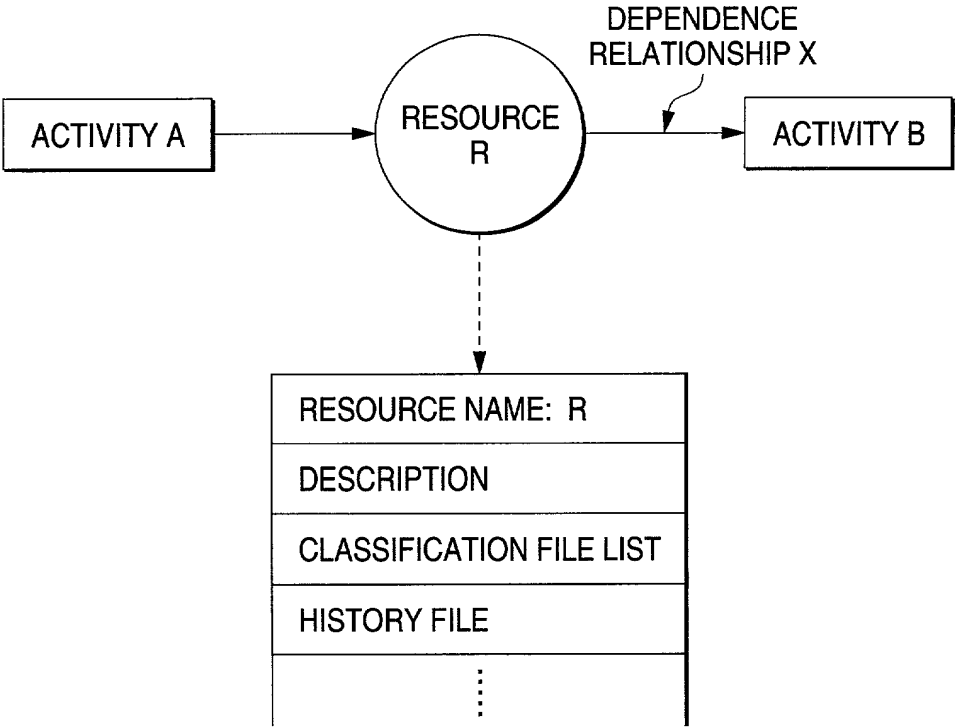 DEPENDENCE
RELATIONSHIP X
ACTIVITY A
RESOURCE
R
ACTIVITY B
RESOURCE NAME: R
DESCRIPTION
CLASSIFICATION FILE LIST
HISTORY FILE